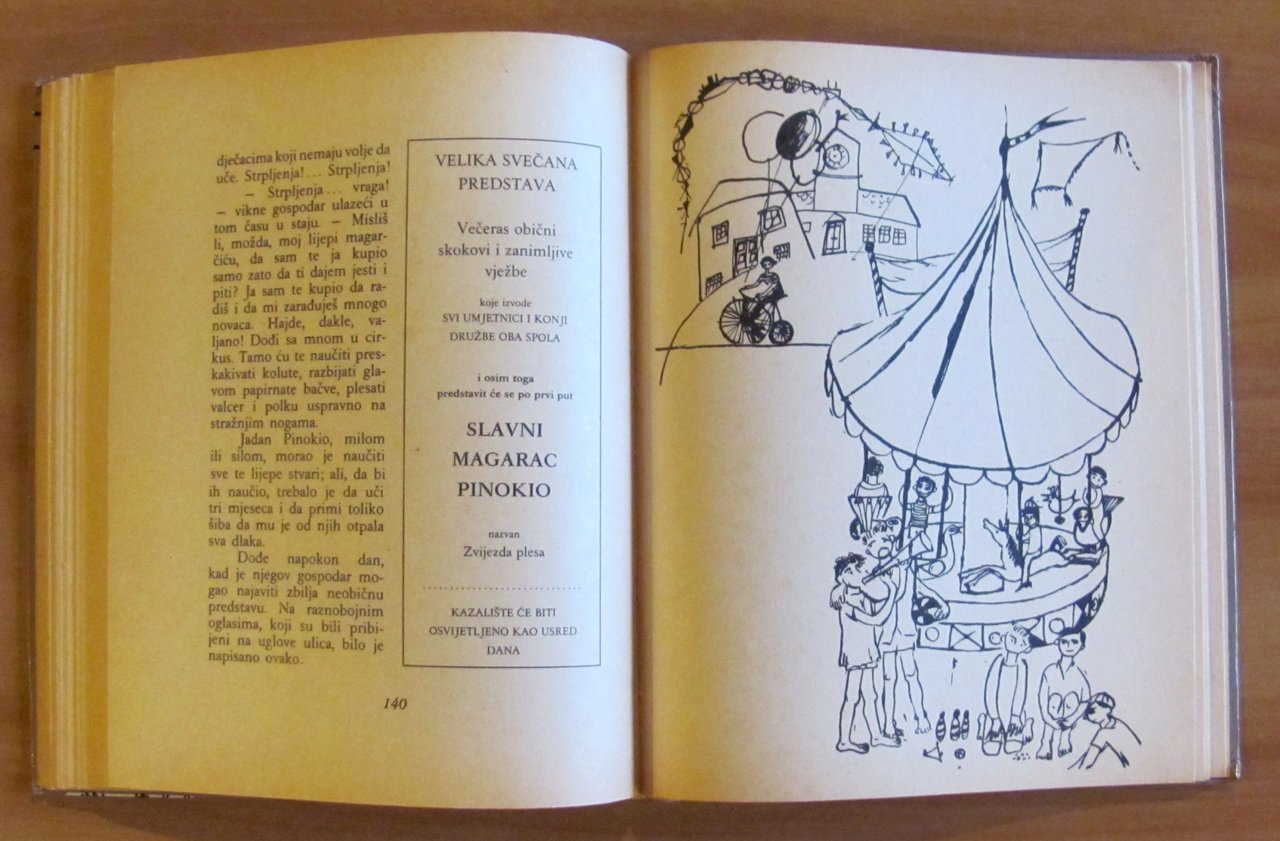 dječacima koji nemaju volje da
uče. Strpljenja!... Strpljenja!
— Strpljenja... vraga!
— vikne gospodar ulazeći u
tom času u staju. — Misliš
li, možda, moj lijepi magar-
čiću, da sam te ja kupio
samo zato da ti dajem jesti i
piti? Ja sam te kupio da ra-
diš i da mi zarađuješ mnogo
novaca. Hajde, dakle, va-
ljano! Dođi sa mnom u cir-
kus. Tamo ću te naučiti pres-
kakivati kolute, razbijati gla-
vom papirnate bačve, plesati
valcer i polku uspravno na
stražnjim nogama.
Jadan Pinokio, milom
ili silom, morao je naučiti
sve te lijepe stvari; ali, da bi
ih naučio, trebalo je da uči
tri mjeseca i da primi toliko
šiba da mu je od njih otpala
sva dlaka.
Dođe napokon dan,
kad je njegov gospodar mo-
gao najaviti zbilja neobičnu
predstavu. Na raznobojnim
oglasima, koji su bili pribi-
jeni na uglove ulica, bilo je
napisano ovako:
VELIKA SVEČANA
PREDSTAVA
Večeras obični
skokovi i zanimljive
vježbe
koje izvode
SVI UMJETNICI I KONJI
DRUŽBE OBA SPOLA
i osim toga
predstavit će se po prvi put
SLAVNI
MAGARAC
PINOKIO
nazvan
Zvijezda plesa
KAZALIŠTE ĆE BITI
OSVIJETLJENO KAO USRED
DANA
140